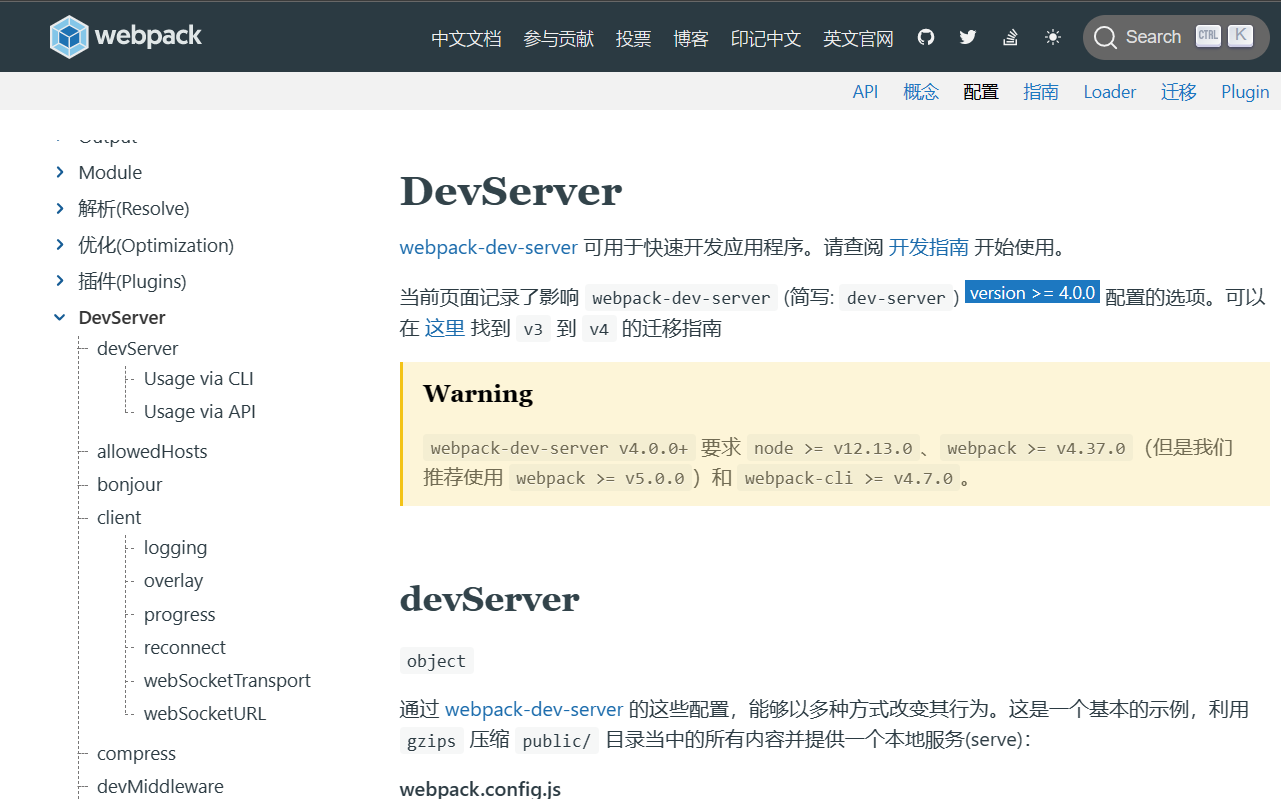 webpack
中文文档 参与贡献 投票 博客 印记中文 英文官网 Search CTRL K
API 概念 配置 指南 Loader 迁移 Plugin
Output
Module
解析(Resolve)
优化(Optimization)
插件(Plugins)
DevServer
devServer
Usage via CLI
Usage via API
allowedHosts
bonjour
client
logging
overlay
progress
reconnect
webSocketTransport
webSocketURL
compress
devMiddleware
DevServer
webpack-dev-server 可用于快速开发应用程序。请查阅 开发指南 开始使用。
当前页面记录了影响 webpack-dev-server (简写: dev-server) version >= 4.0.0 配置的选项。可以
在 这里 找到 v3 到 v4 的迁移指南
Warning
webpack-dev-server v4.0.0+ 要求 node >= v12.13.0、webpack >= v4.37.0（但是我们
推荐使用 webpack >= v5.0.0）和 webpack-cli >= v4.7.0。
devServer
object
通过 webpack-dev-server 的这些配置，能够以多种方式改变其行为。这是一个基本的示例，利用
gzips 压缩 public/ 目录当中的所有内容并提供一个本地服务(serve)：
webpack.config.js